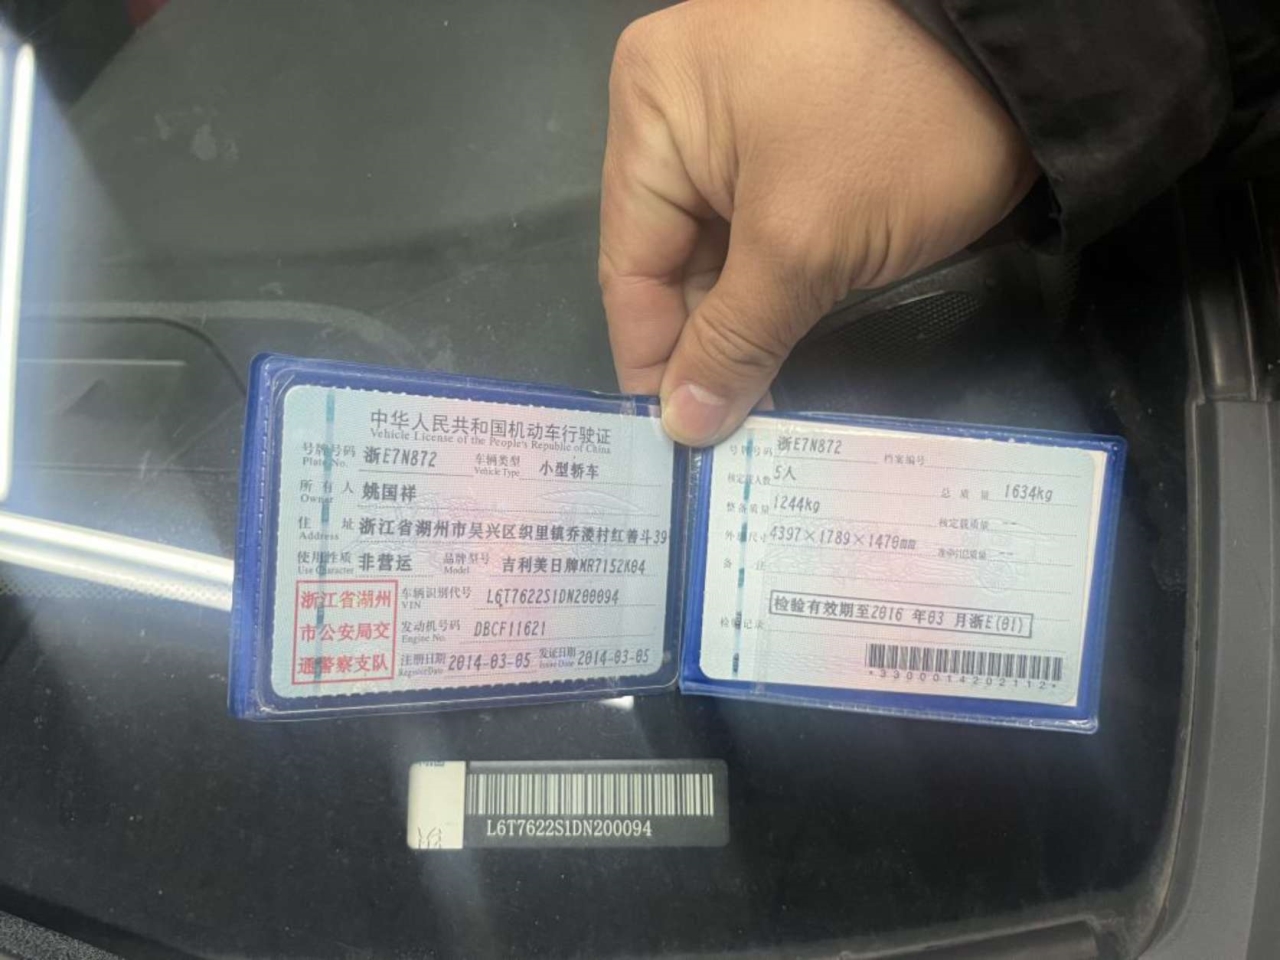 中华人民共和国机动车行驶证
Vehicle License of the People's Republic of China
号牌号码 浙E7N872 车辆类型 小型轿车
Plate No. Vehicle Type
所有人 姚国祥
Owner
住址 浙江省湖州市吴兴区织里镇乔溇村红善斗39
Address
使用性质 非营运 品牌型号 吉利美日牌MR7152K04
Use Character Model
浙江省湖州
市公安局交
通警察支队
车辆识别代号 L6T7622S1DN200094
VIN
发动机号码 DBCF11621
Engine No.
注册日期 2014-03-05 发证日期 2014-03-05
Register Date Issue Date
号牌号码 浙E7N872 档案编号
核定载人数 5人 总质量 1634kg
整备质量 1244kg 核定载质量 --
外廓尺寸 4397×1789×1470mm 准牵引总质量 --
备注
检验有效期至2016 年03 月浙E(01)
检验记录
*3300014202112*
L6T7622S1DN200094